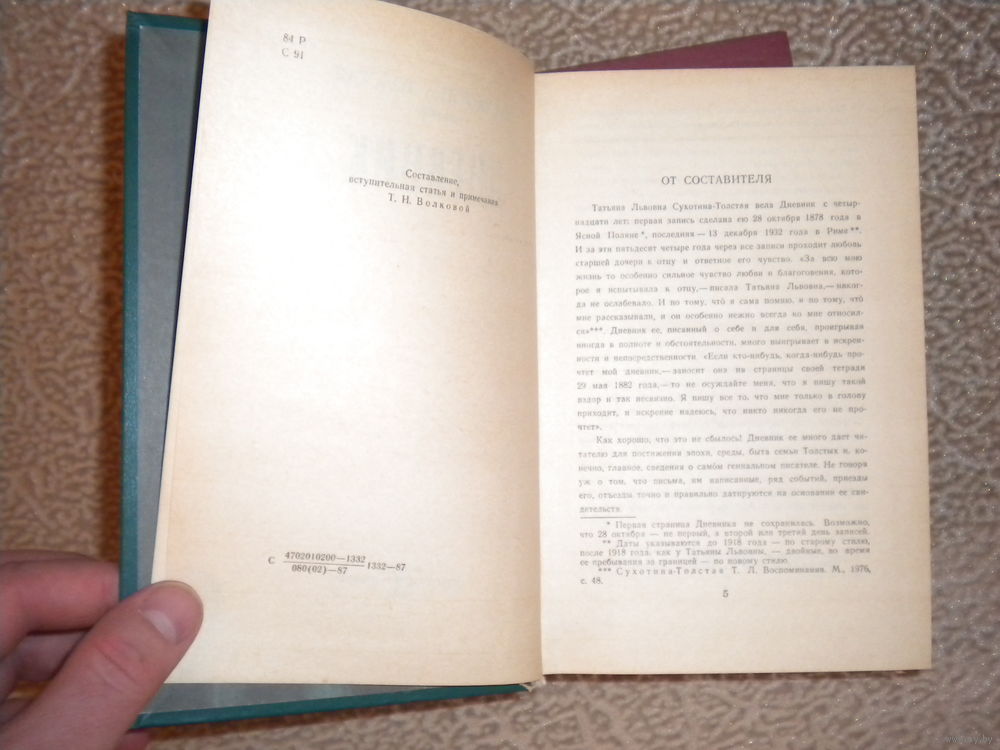 84 Р
С 91
Составление,
вступительная статья и примечания
Т. Н. Волковой
С 4702010200—1332
080(02)—87
1332—87
ОТ СОСТАВИТЕЛЯ
Татьяна Львовна Сухотина-Толстая вела Дневник с четыр-
надцати лет: первая запись сделана ею 28 октября 1878 года в
Ясной Поляне*, последняя — 13 декабря 1932 года в Риме**.
И за эти пятьдесят четыре года через все записи проходит любовь
старшей дочери к отцу и ответное его чувство. «За всю мою
жизнь то особенно сильное чувство любви и благоговения, кото-
рое я испытывала к отцу,— писала Татьяна Львовна,— никог-
да не ослабевало. И по тому, что́ я сама помню, и по тому, что́
мне рассказывали, и он особенно нежно всегда ко мне относил-
ся»***. Дневник ее, писанный о себе и для себя, проигрывая
иногда в полноте и обстоятельности, много выигрывает в искрен-
ности и непосредственности. «Если кто-нибудь, когда-нибудь про-
чтет мой дневник,— заносит она на страницы своей тетради
29 мая 1882 года,— то не осуждайте меня, что я пишу такой
вздор и так несвязно. Я пишу все то, что мне только в голову
приходит, и искренне надеюсь, что никто никогда его не про-
чтет».
Как хорошо, что это не сбылось! Дневник ее много дает чи-
тателю для постижения эпохи, среды, быта семьи Толстых и, ко-
нечно, главное, сведения о само́м гениальном писателе. Не говоря
уж о том, что письма, им написанные, ряд событий, приезды
его, отъезды точно и правильно датируются на основании ее сви-
детельств.
* Первая страница Дневника не сохранилась. Возможно,
что 28 октября — не первый, а второй или третий день записей.
** Даты указываются до 1918 года — по старому стилю,
после 1918 года, как у Татьяны Львовны, — двойные, во время
ее пребывания за границей — по новому стилю.
*** Сухотина-Толстая Т. Л. Воспоминания. М., 1976,
с. 48.
5